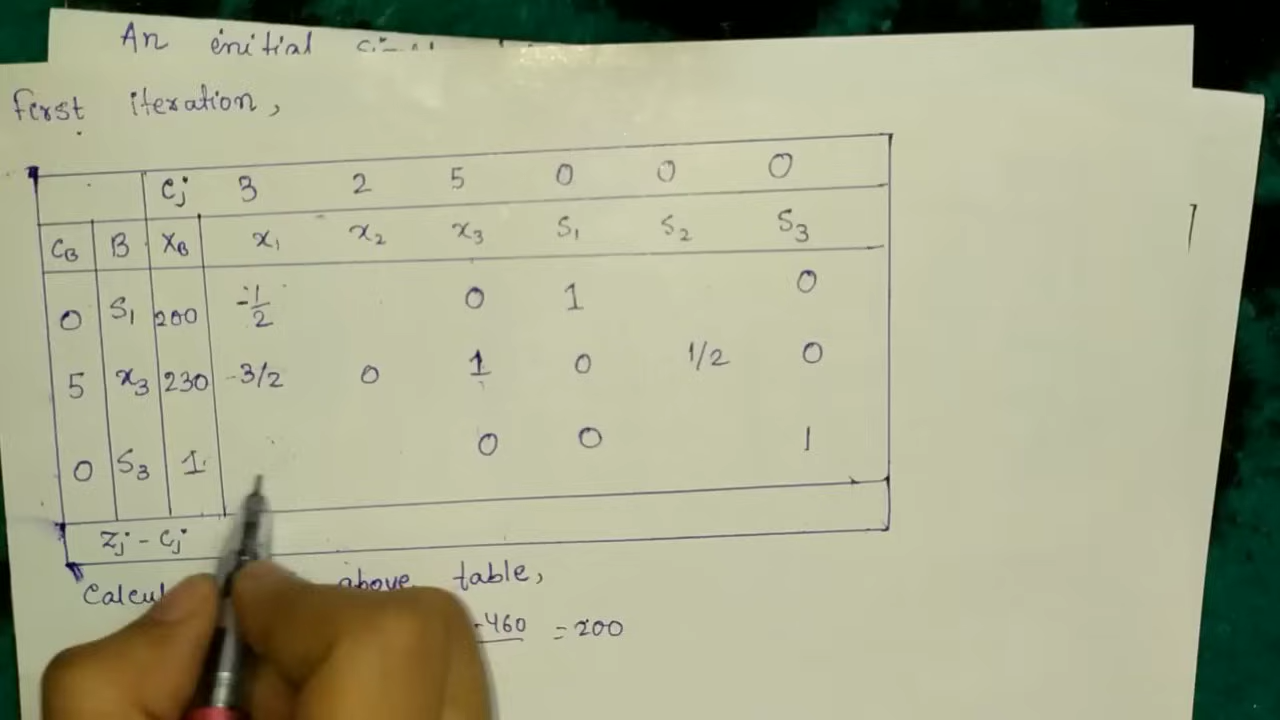 An initial
First iteration,
Cj 3 2 5 0 0 0
CB B XB x₁ x₂ x₃ S₁ S₂ S₃
0 S₁ 200 -1/2 0 1 0
5 x₃ 230 -3/2 0 1 0 1/2 0
0 S₃ 1 0 0 1
Zj - Cj
above table,
-460 = 200